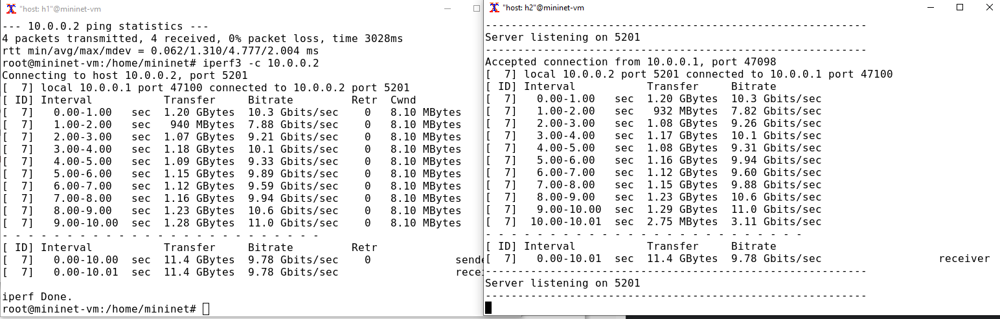 "host: h1"@mininet-vm
--- 10.0.0.2 ping statistics ---
4 packets transmitted, 4 received, 0% packet loss, time 3028ms
rtt min/avg/max/mdev = 0.062/1.310/4.777/2.004 ms
root@mininet-vm:/home/mininet# iperf3 -c 10.0.0.2
Connecting to host 10.0.0.2, port 5201
[  7] local 10.0.0.1 port 47100 connected to 10.0.0.2 port 5201
[ ID] Interval           Transfer     Bitrate         Retr  Cwnd
[  7]   0.00-1.00   sec  1.20 GBytes  10.3 Gbits/sec    0   8.10 MBytes
[  7]   1.00-2.00   sec   940 MBytes  7.88 Gbits/sec    0   8.10 MBytes
[  7]   2.00-3.00   sec  1.07 GBytes  9.21 Gbits/sec    0   8.10 MBytes
[  7]   3.00-4.00   sec  1.18 GBytes  10.1 Gbits/sec    0   8.10 MBytes
[  7]   4.00-5.00   sec  1.09 GBytes  9.33 Gbits/sec    0   8.10 MBytes
[  7]   5.00-6.00   sec  1.15 GBytes  9.89 Gbits/sec    0   8.10 MBytes
[  7]   6.00-7.00   sec  1.12 GBytes  9.59 Gbits/sec    0   8.10 MBytes
[  7]   7.00-8.00   sec  1.16 GBytes  9.94 Gbits/sec    0   8.10 MBytes
[  7]   8.00-9.00   sec  1.23 GBytes  10.6 Gbits/sec    0   8.10 MBytes
[  7]   9.00-10.00  sec  1.28 GBytes  11.0 Gbits/sec    0   8.10 MBytes
- - - - - - - - - - - - - - - - - - - - - - - - -
[ ID] Interval           Transfer     Bitrate         Retr
[  7]   0.00-10.00  sec  11.4 GBytes  9.78 Gbits/sec    0             sende
[  7]   0.00-10.01  sec  11.4 GBytes  9.78 Gbits/sec                  recei
iperf Done.
root@mininet-vm:/home/mininet#
"host: h2"@mininet-vm
-----------------------------------------------------------
Server listening on 5201
-----------------------------------------------------------
Accepted connection from 10.0.0.1, port 47098
[  7] local 10.0.0.2 port 5201 connected to 10.0.0.1 port 47100
[ ID] Interval           Transfer     Bitrate
[  7]   0.00-1.00   sec  1.20 GBytes  10.3 Gbits/sec
[  7]   1.00-2.00   sec   932 MBytes  7.82 Gbits/sec
[  7]   2.00-3.00   sec  1.08 GBytes  9.26 Gbits/sec
[  7]   3.00-4.00   sec  1.17 GBytes  10.1 Gbits/sec
[  7]   4.00-5.00   sec  1.08 GBytes  9.31 Gbits/sec
[  7]   5.00-6.00   sec  1.16 GBytes  9.94 Gbits/sec
[  7]   6.00-7.00   sec  1.12 GBytes  9.60 Gbits/sec
[  7]   7.00-8.00   sec  1.15 GBytes  9.88 Gbits/sec
[  7]   8.00-9.00   sec  1.23 GBytes  10.6 Gbits/sec
[  7]   9.00-10.00  sec  1.29 GBytes  11.0 Gbits/sec
[  7]  10.00-10.01  sec  2.75 MBytes  3.11 Gbits/sec
- - - - - - - - - - - - - - - - - - - - - - - - -
[ ID] Interval           Transfer     Bitrate
[  7]   0.00-10.01  sec  11.4 GBytes  9.78 Gbits/sec                  receiver
-----------------------------------------------------------
Server listening on 5201
-----------------------------------------------------------